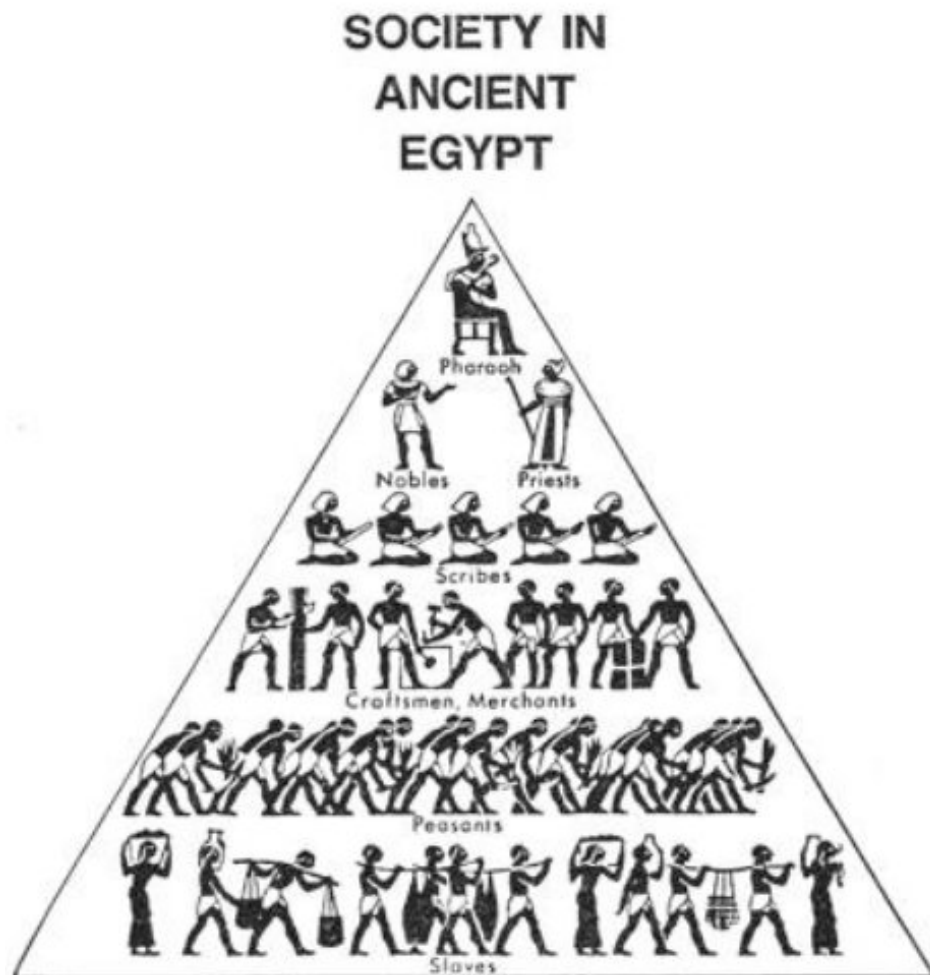 SOCIETY IN
ANCIENT
EGYPT
Pharaoh
Nobles Priests
Scribes
Craftsmen, Merchants
Peasants
Slaves